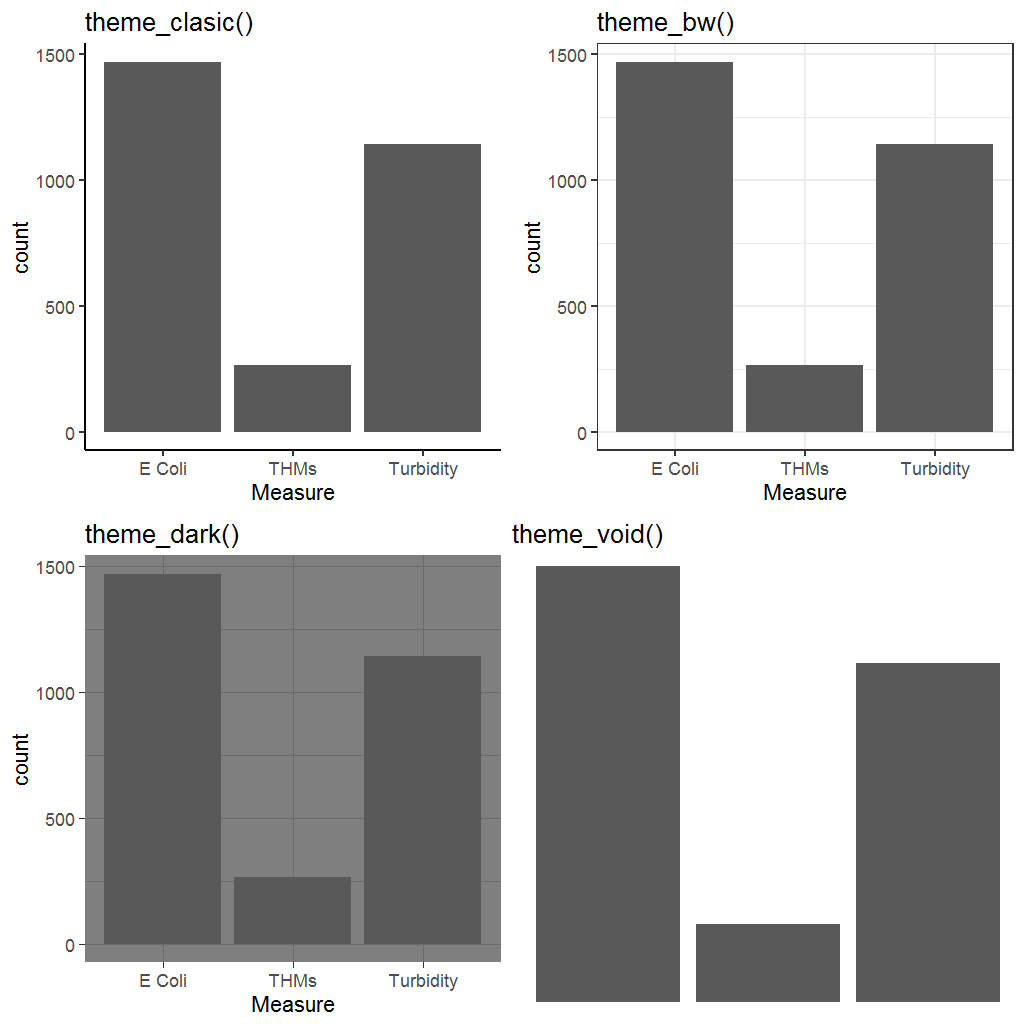 theme_clasic()
1500
1000
500
0
count
E Coli THMs Turbidity
Measure
theme_bw()
1500
1000
500
0
count
E Coli THMs Turbidity
Measure
theme_dark()
1500
1000
500
0
count
E Coli THMs Turbidity
Measure
theme_void()